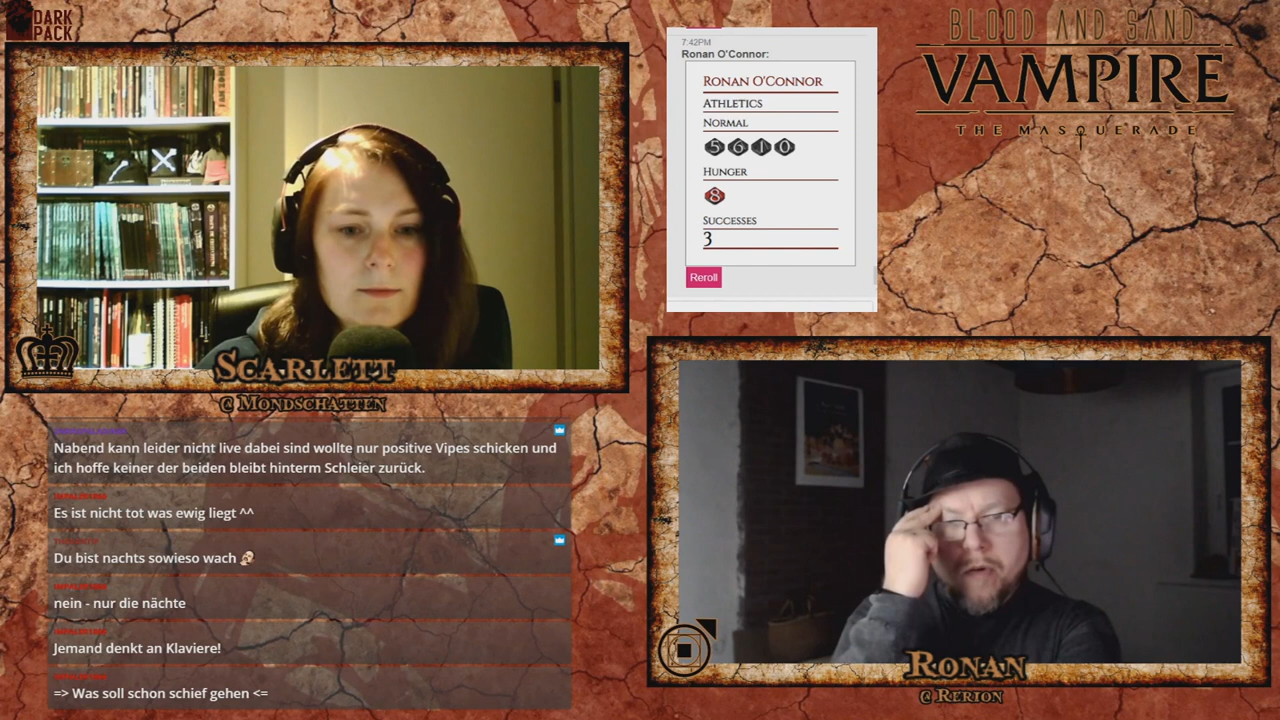 DARK
PACK
BLOOD AND SAND
VAMPIRE
THE MASQUERADE
7:42PM
Ronan O'Connor:
RONAN O'CONNOR
ATHLETICS
NORMAL
5 6 1 0
HUNGER
8
SUCCESSES
3
Reroll
SCARLETT
@ MONDSCHATTEN
Nabend kann leider nicht live dabei sind wollte nur positive Vipes schicken und
ich hoffe keiner der beiden bleibt hinterm Schleier zurück.
Es ist nicht tot was ewig liegt ^^
Du bist nachts sowieso wach
nein - nur die nächte
Jemand denkt an Klaviere!
=> Was soll schon schief gehen <=
RONAN
@ RERION